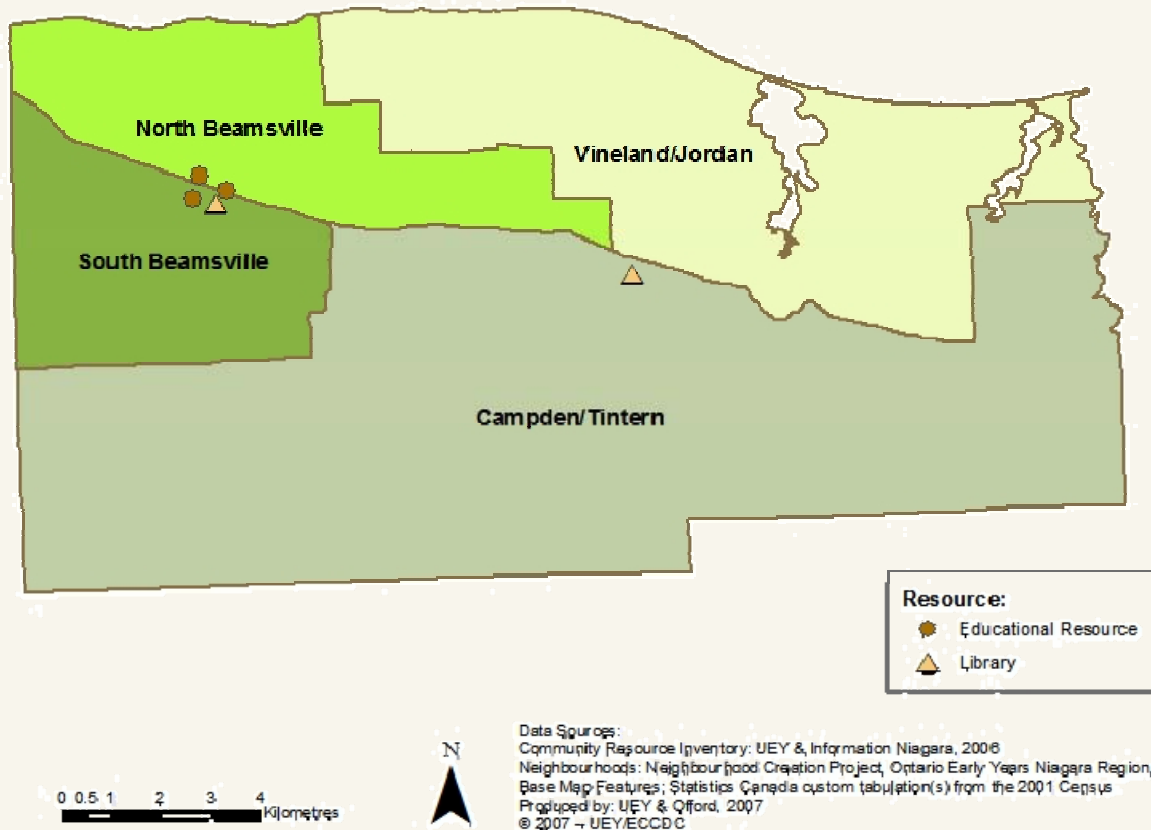 North Beamsville
Vineland/Jordan
South Beamsville
Campden/Tintern
Resource:
Educational Resource
Library
Data Sources:
Community Resource Inventory: UEY & Information Niagara, 2006
Neighbourhoods: Neighbourhood Creation Project, Ontario Early Years Niagara Region,
Base Map Features; Statistics Canada custom tabulation(s) from the 2001 Census
Produced by: UEY & Offord, 2007
© 2007 – UEY/ECCDC
N
0 0.5 1 2 3 4
Kilometres